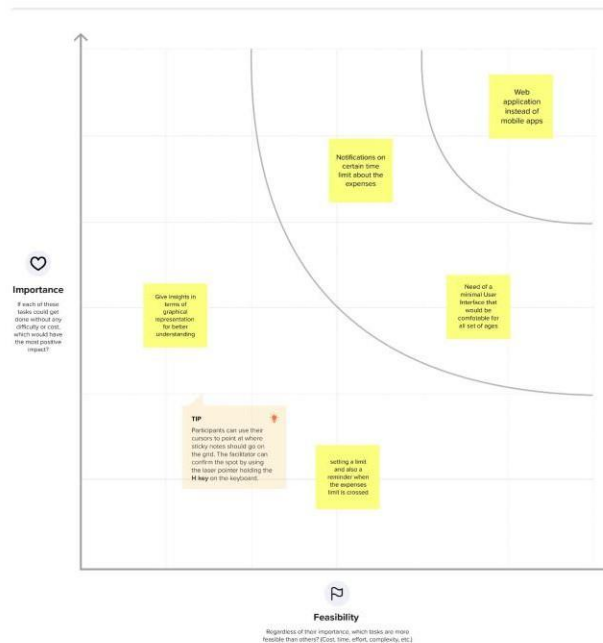 Web
application
instead of
mobile apps
Notifications on
certain time
limit about the
expenses
Importance
If each of these
tasks could get
done without any
difficulty or cost,
which would have
the most positive
impact?
Give insights in
terms of
graphical
representation
for better
understanding
Need of a
minimal User
Interface that
would be
comfotable for
all set of ages
TIP
Participants can use their
cursors to point at where
sticky notes should go on
the grid. The facilitator can
confirm the spot by using
the laser pointer holding the
H key on the keyboard.
setting a limit
and also a
reminder when
the expenses
limit is crossed
Feasibility
Regardless of their importance, which tasks are more
feasible than others? (Cost, time, effort, complexity, etc.)